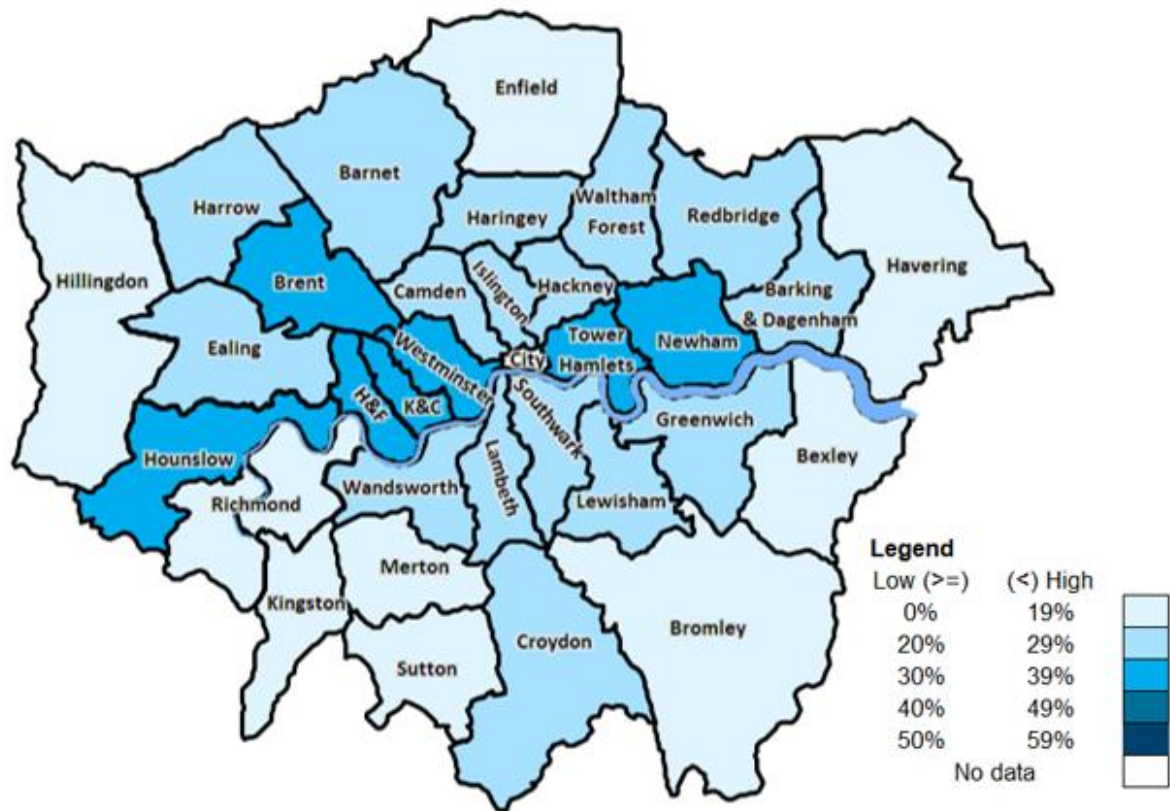 Enfield
Barnet
Harrow
Haringey
Waltham
Forest
Redbridge
Havering
Hillingdon
Brent
Camden
Islington
Hackney
Barking
& Dagenham
Ealing
Westminster
City
Tower
Hamlets
Newham
H&F
K&C
Southwark
Greenwich
Hounslow
Richmond
Wandsworth
Lambeth
Lewisham
Bexley
Merton
Kingston
Sutton
Croydon
Bromley
Legend
Low (>=) (<) High
0% 19%
20% 29%
30% 39%
40% 49%
50% 59%
No data